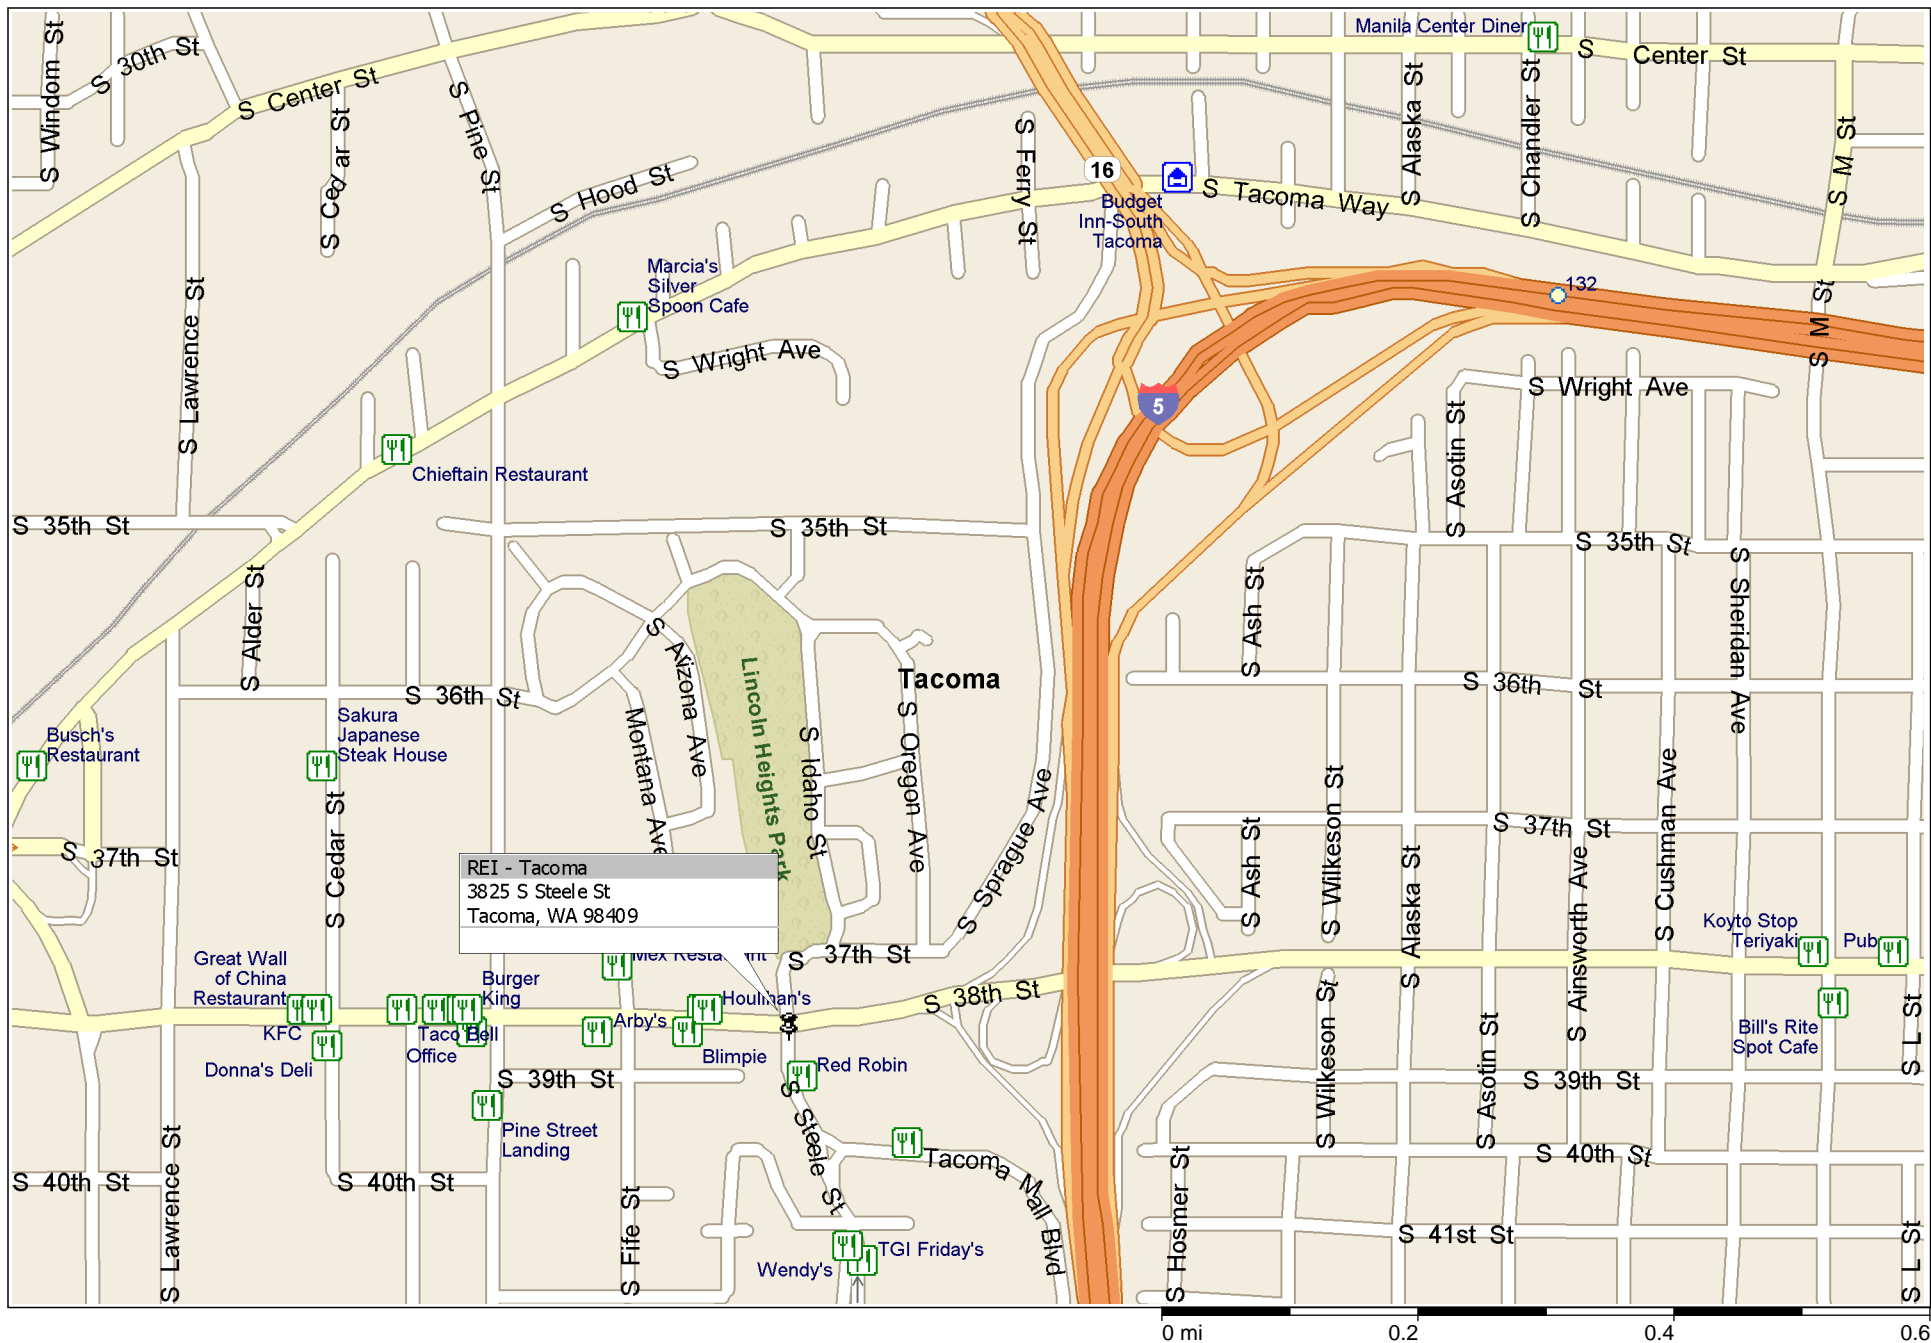 Manila Center Diner
S Center St
S 30th St
S Windom St
S Center St
S Cedar St
S Pine St
S Hood St
S Ferry St
16
S Alaska St
S Chandler St
S M St
Budget
Inn-South
Tacoma
S Tacoma Way
Marcia's
Silver
Spoon Cafe
132
S M St
S Lawrence St
S Wright Ave
S Wright Ave
5
S Asotin St
Chieftain Restaurant
S 35th St
S 35th St
S 35th St
S Alder St
S Ash St
S Sheridan Ave
S Arizona Ave
Lincoln Heights Park
Tacoma
S 36th St
S 36th St
Montana Ave
S Idaho St
S Oregon Ave
Sakura
Japanese
Steak House
Busch's
Restaurant
S Cedar St
S Sprague Ave
S Wilkeson St
S Cushman Ave
S 37th St
S 37th St
S Ash St
S Alaska St
S Ainsworth Ave
REI - Tacoma
3825 S Steele St
Tacoma, WA 98409
Koyto Stop
Teriyaki
Pub
Great Wall
of China
Restaurant
Burger
King
Mex Restaurant
S 37th St
Houlihan's
S 38th St
KFC
Taco Bell
Office
Arby's
Blimpie
Donna's Deli
Red Robin
Bill's Rite
Spot Cafe
S Wilkeson St
S Asotin St
S L St
S 39th St
S 39th St
Pine Street
Landing
S Steele St
Tacoma Mall Blvd
S 40th St
S 40th St
S 40th St
S Lawrence St
S Fife St
S Hosmer St
S 41st St
S L St
TGI Friday's
Wendy's
0 mi 0.2 0.4 0.6